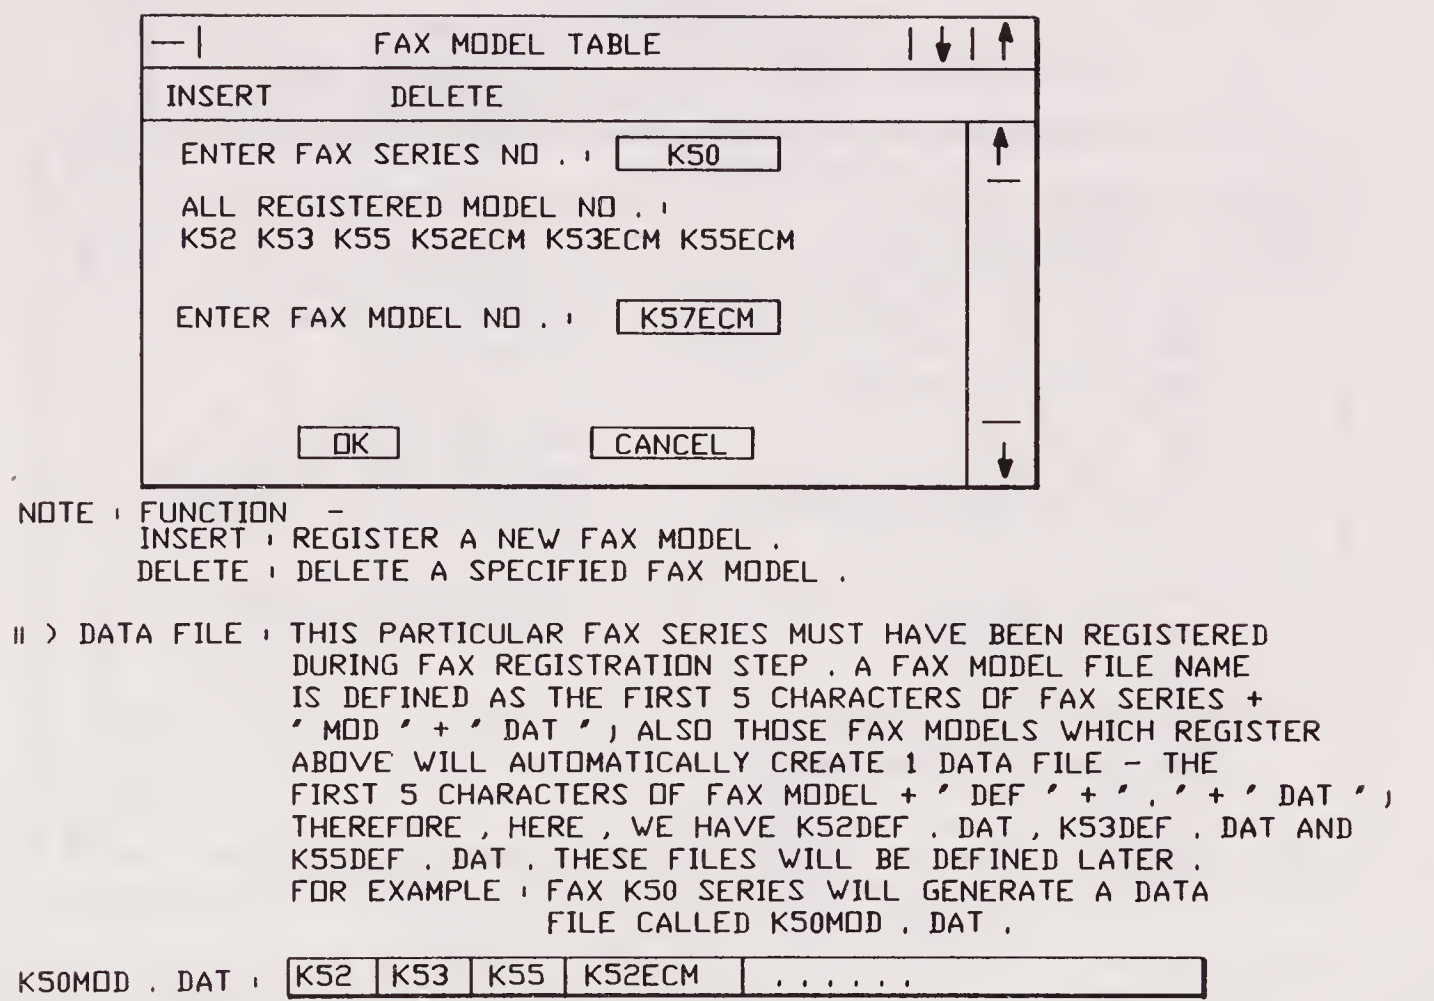 FAX MODEL TABLE
INSERT DELETE
ENTER FAX SERIES NO . : K50
ALL REGISTERED MODEL NO . :
K52 K53 K55 K52ECM K53ECM K55ECM
ENTER FAX MODEL NO . : K57ECM
OK CANCEL
NOTE : FUNCTION -
INSERT : REGISTER A NEW FAX MODEL .
DELETE : DELETE A SPECIFIED FAX MODEL .
II ) DATA FILE : THIS PARTICULAR FAX SERIES MUST HAVE BEEN REGISTERED
DURING FAX REGISTRATION STEP . A FAX MODEL FILE NAME
IS DEFINED AS THE FIRST 5 CHARACTERS OF FAX SERIES +
' MOD ' + ' DAT ' ; ALSO THOSE FAX MODELS WHICH REGISTER
ABOVE WILL AUTOMATICALLY CREATE 1 DATA FILE - THE
FIRST 5 CHARACTERS OF FAX MODEL + ' DEF ' + ' . ' + ' DAT ' ;
THEREFORE , HERE , WE HAVE K52DEF . DAT , K53DEF . DAT AND
K55DEF . DAT . THESE FILES WILL BE DEFINED LATER .
FOR EXAMPLE : FAX K50 SERIES WILL GENERATE A DATA
FILE CALLED K50MOD . DAT .
K50MOD . DAT : K52 K53 K55 K52ECM . . . . . .